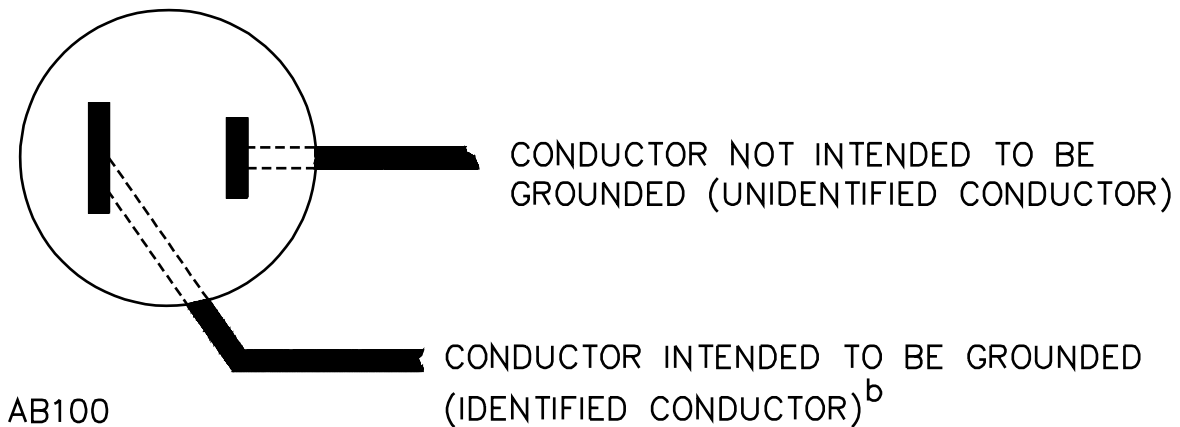 CONDUCTOR NOT INTENDED TO BE
GROUNDED (UNIDENTIFIED CONDUCTOR)
CONDUCTOR INTENDED TO BE GROUNDED
(IDENTIFIED CONDUCTOR)b
AB100